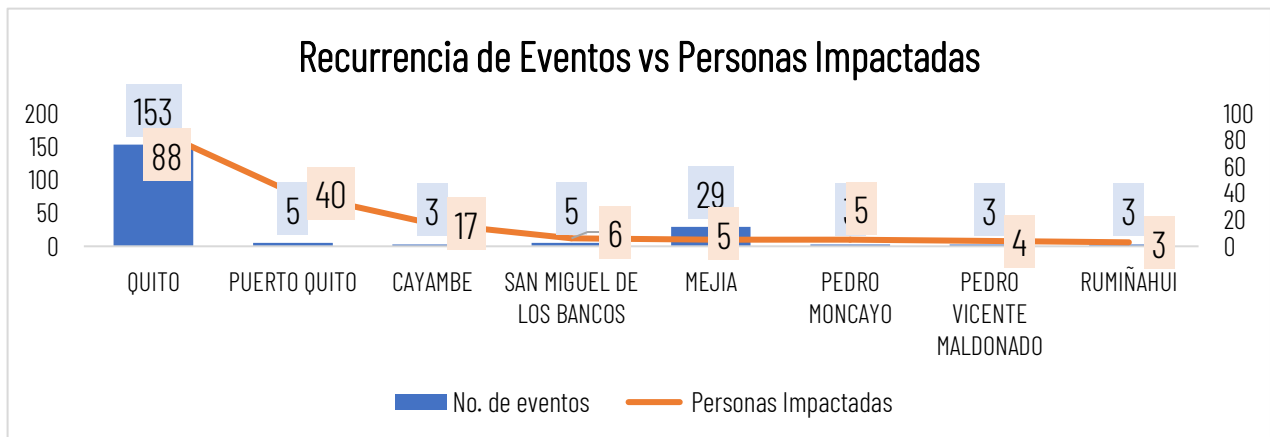 Recurrencia de Eventos vs Personas Impactadas
200
150
100
50
0
100
80
60
40
20
0
153
88
5
40
3
17
5
6
29
5
5
3
4
3
3
QUITO
PUERTO QUITO
CAYAMBE
SAN MIGUEL DE
LOS BANCOS
MEJIA
PEDRO
MONCAYO
PEDRO
VICENTE
MALDONADO
RUMIÑAHUI
No. de eventos
Personas Impactadas